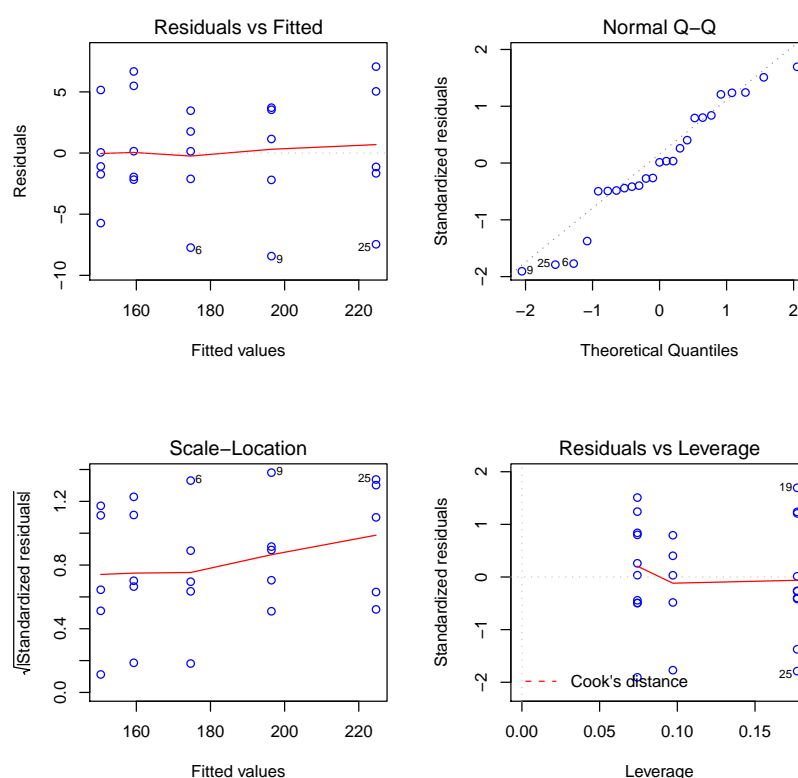 Residuals vs Fitted
Residuals
5
0
−5
−10
6
9
25
160 180 200 220
Fitted values
Normal Q−Q
Standardized residuals
2
1
0
−1
−2
9
25
6
−2 −1 0 1 2
Theoretical Quantiles
Scale−Location
√|Standardized residuals|
1.2
0.8
0.4
0.0
6
9
25
160 180 200 220
Fitted values
Residuals vs Leverage
Standardized residuals
2
1
0
−1
−2
19
25
Cook's distance
0.00 0.05 0.10 0.15
Leverage